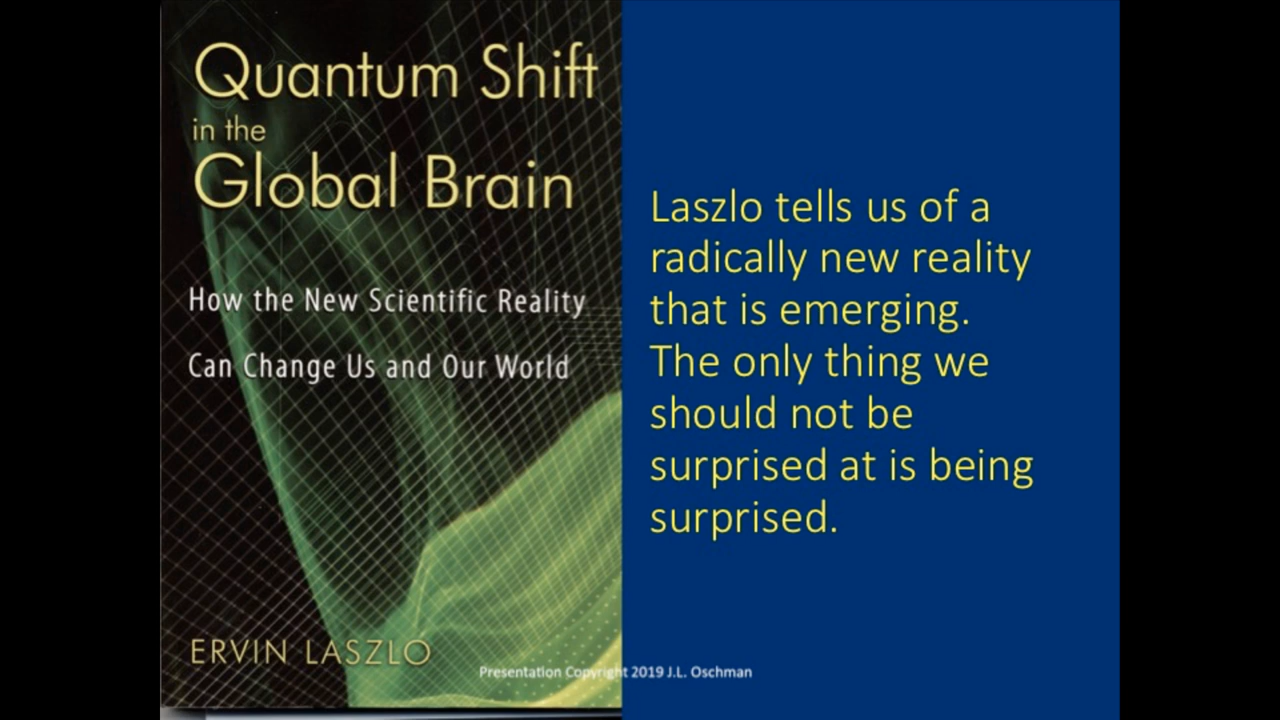 Quantum Shift
in the
Global Brain
How the New Scientific Reality
Can Change Us and Our World
ERVIN LASZLO
Laszlo tells us of a
radically new reality
that is emerging.
The only thing we
should not be
surprised at is being
surprised.
Presentation Copyright 2019 J.L. Oschman